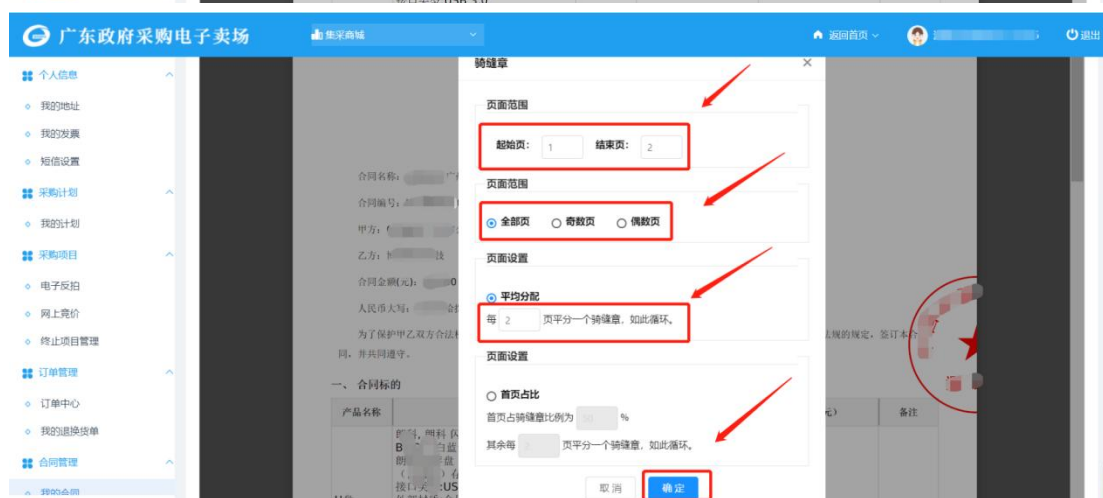 接口类型:USB 3.0
广东政府采购电子卖场
集采商城
返回首页
退出
个人信息
我的地址
我的发票
短信设置
采购计划
我的计划
采购项目
电子反拍
网上竞价
终止项目管理
订单管理
订单中心
我的退换货单
合同管理
我的合同
骑缝章
页面范围
起始页： 1 结束页： 2
页面范围
全部页 奇数页 偶数页
页面设置
平均分配
每 2 页平分一个骑缝章，如此循环。
页面设置
首页占比
首页占骑缝章比例为 50 %
其余每 2 页平分一个骑缝章，如此循环。
取消 确定
合同名称：
合同编号：
甲方：
乙方：
合同金额(元)：
人民币大写：
为了保护甲乙双方合法权
法规的规定，签订本合
同，并共同遵守。
一、 合同标的
产品名称
元）
备注